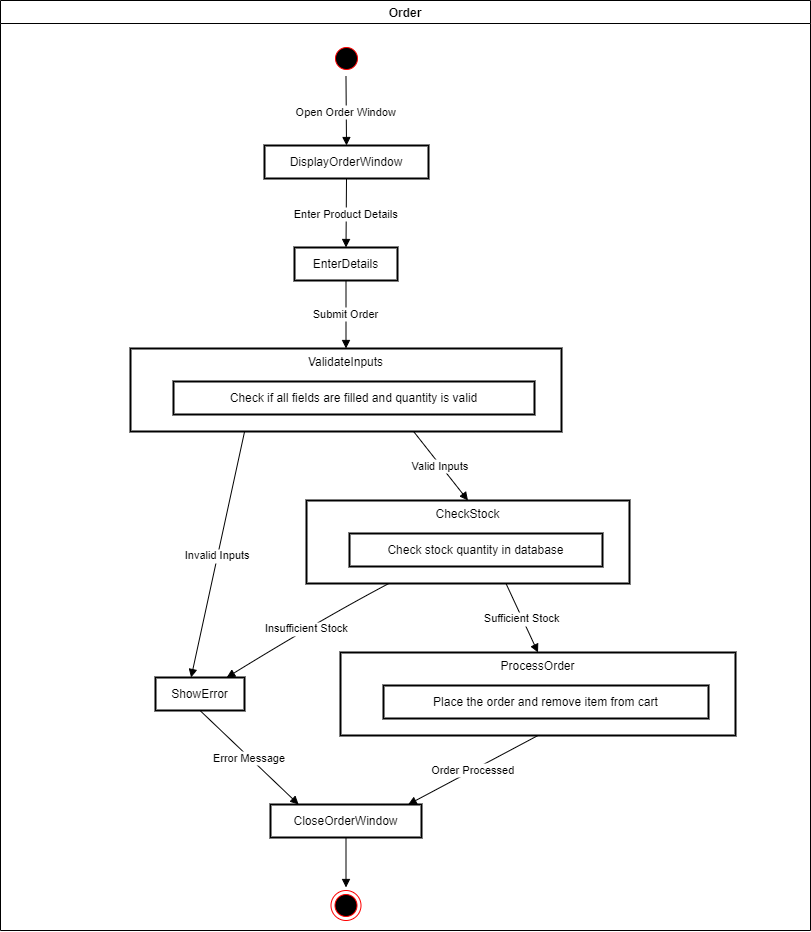 Order
Open Order Window
DisplayOrderWindow
Enter Product Details
EnterDetails
Submit Order
ValidateInputs
Check if all fields are filled and quantity is valid
Valid Inputs
CheckStock
Check stock quantity in database
Invalid Inputs
Insufficient Stock
Sufficient Stock
ProcessOrder
Place the order and remove item from cart
ShowError
Error Message
Order Processed
CloseOrderWindow